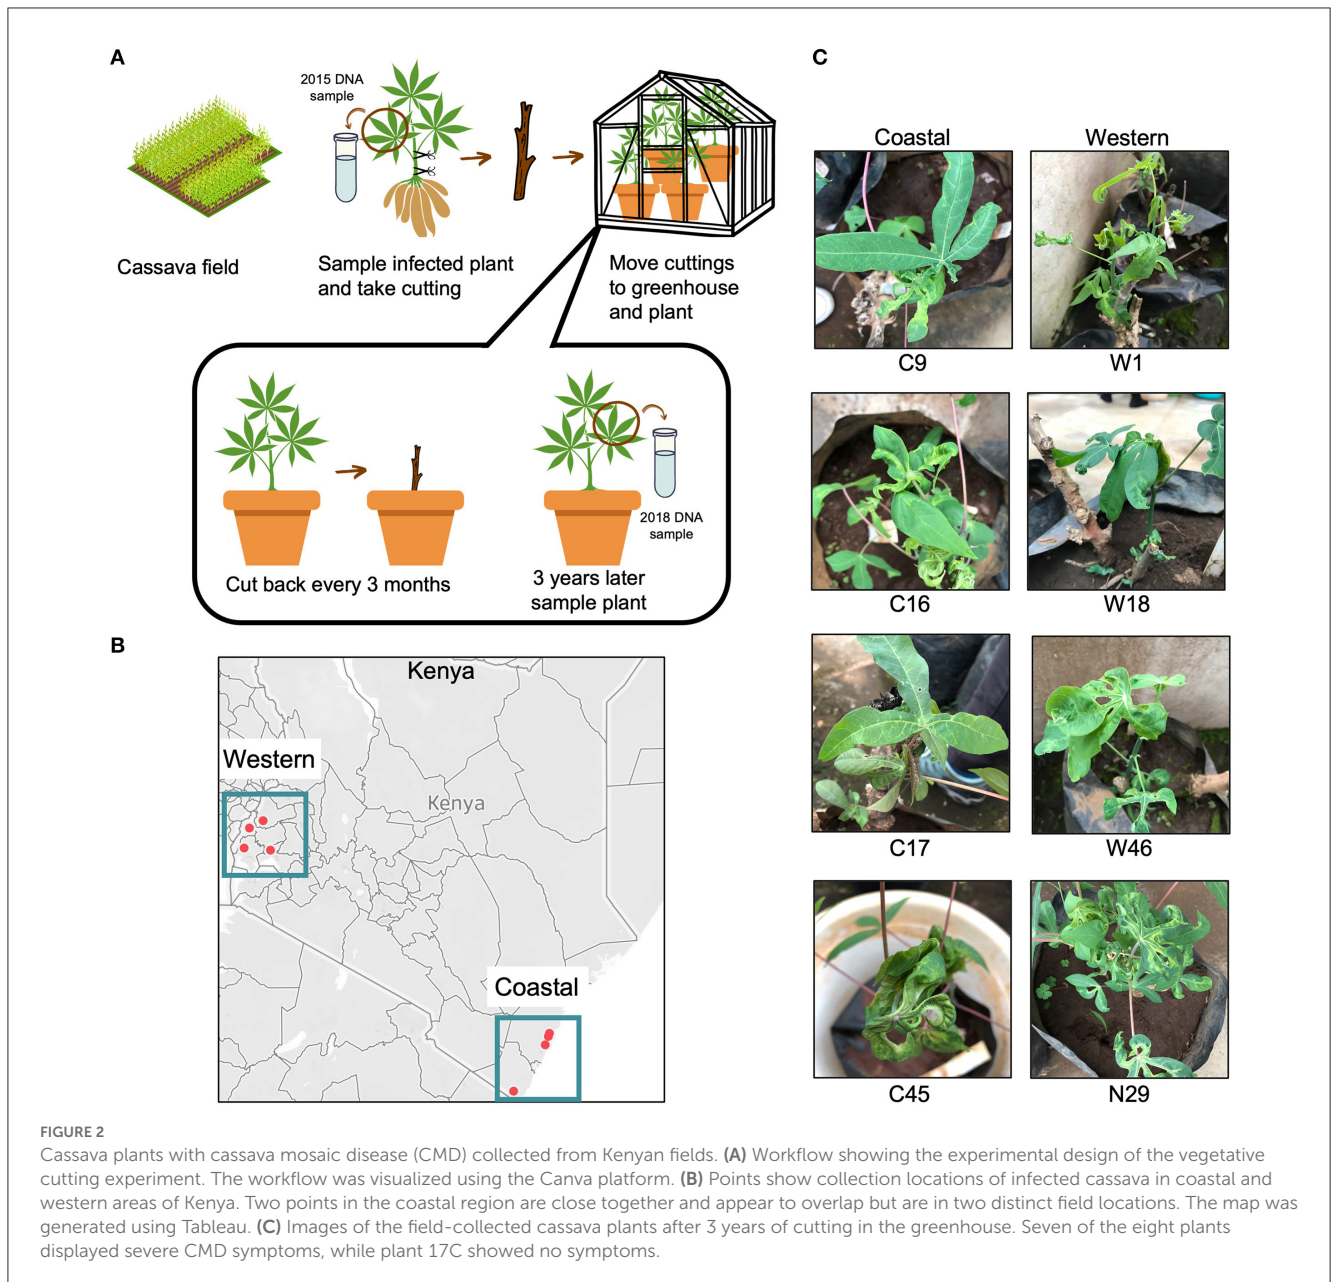 A
2015 DNA
sample
Cassava field
Sample infected plant
and take cutting
Move cuttings
to greenhouse
and plant
Cut back every 3 months
3 years later
sample plant
2018 DNA
sample
B
Kenya
Western
Kenya
Coastal
C
Coastal
Western
C9
W1
C16
W18
C17
W46
C45
N29
FIGURE 2
Cassava plants with cassava mosaic disease (CMD) collected from Kenyan fields. (A) Workflow showing the experimental design of the vegetative
cutting experiment. The workflow was visualized using the Canva platform. (B) Points show collection locations of infected cassava in coastal and
western areas of Kenya. Two points in the coastal region are close together and appear to overlap but are in two distinct field locations. The map was
generated using Tableau. (C) Images of the field-collected cassava plants after 3 years of cutting in the greenhouse. Seven of the eight plants
displayed severe CMD symptoms, while plant 17C showed no symptoms.